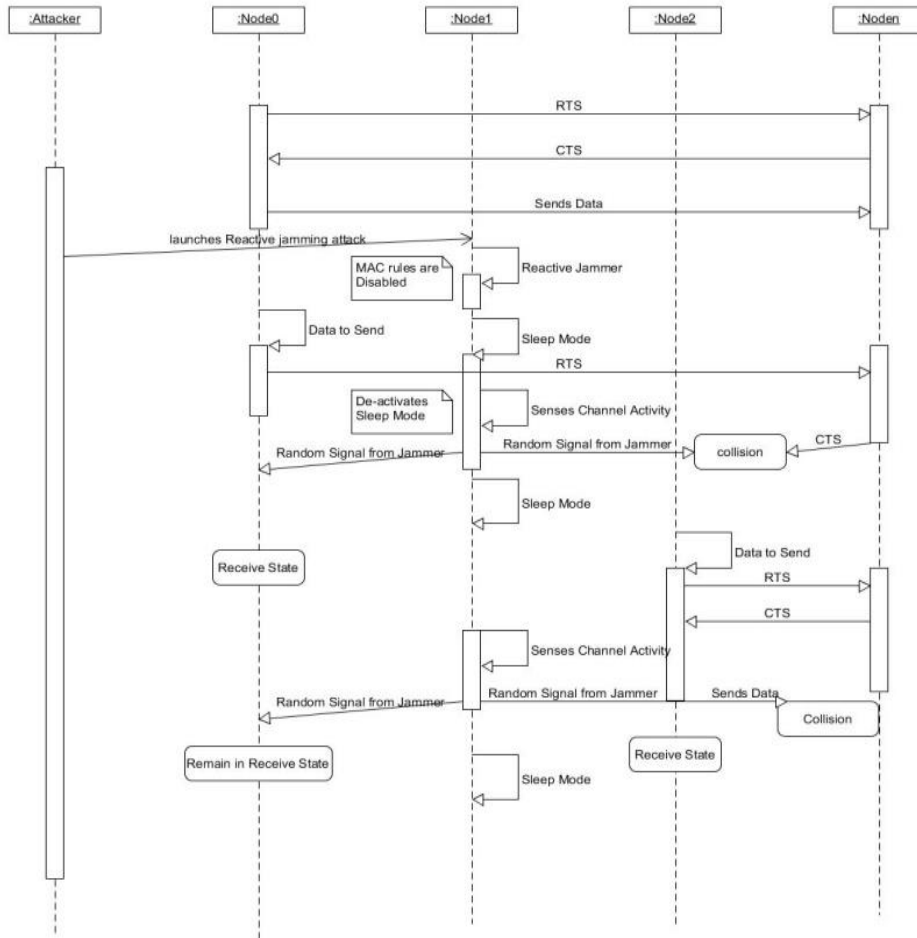 :Attacker
:Node0
:Node1
:Node2
:Noden
RTS
CTS
Sends Data
launches Reactive jamming attack
MAC rules are
Disabled
Reactive Jammer
Data to Send
Sleep Mode
RTS
De-activates
Sleep Mode
Senses Channel Activity
Random Signal from Jammer
Random Signal from Jammer
collision
CTS
Sleep Mode
Receive State
Data to Send
RTS
CTS
Senses Channel Activity
Random Signal from Jammer
Random Signal from Jammer
Sends Data
Collision
Remain in Receive State
Receive State
Sleep Mode